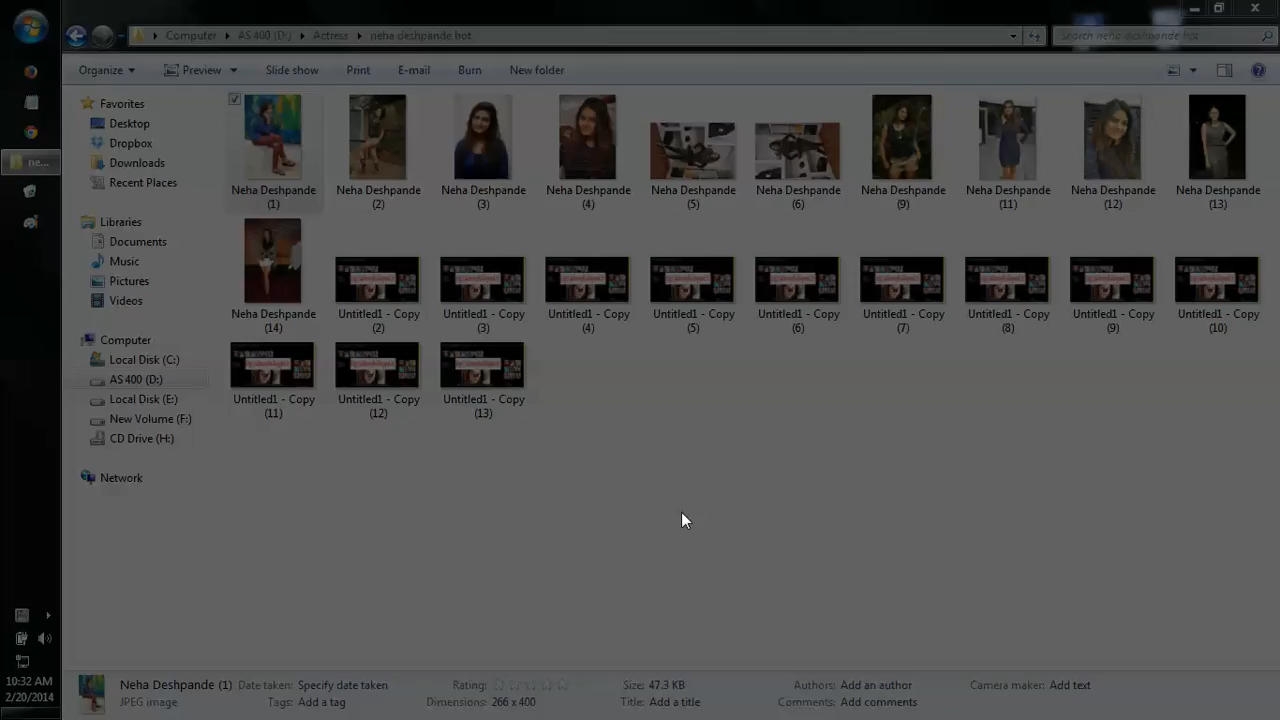 Computer ▸ AS 400 (D:) ▸ Actress ▸ neha deshpande hot
Search neha deshpande hot
Organize Preview Slide show Print E-mail Burn New folder
Favorites
Desktop
Dropbox
Downloads
Recent Places
Libraries
Documents
Music
Pictures
Videos
Computer
Local Disk (C:)
AS 400 (D:)
Local Disk (E:)
New Volume (F:)
CD Drive (H:)
Network
Neha Deshpande (1)
Neha Deshpande (2)
Neha Deshpande (3)
Neha Deshpande (4)
Neha Deshpande (5)
Neha Deshpande (6)
Neha Deshpande (9)
Neha Deshpande (11)
Neha Deshpande (12)
Neha Deshpande (13)
Neha Deshpande (14)
Untitled1 - Copy (2)
Untitled1 - Copy (3)
Untitled1 - Copy (4)
Untitled1 - Copy (5)
Untitled1 - Copy (6)
Untitled1 - Copy (7)
Untitled1 - Copy (8)
Untitled1 - Copy (9)
Untitled1 - Copy (10)
Untitled1 - Copy (11)
Untitled1 - Copy (12)
Untitled1 - Copy (13)
ne...
10:32 AM
2/20/2014
Neha Deshpande (1) Date taken: Specify date taken Rating: Size: 47.3 KB Authors: Add an author Camera maker: Add text
JPEG image Tags: Add a tag Dimensions: 266 x 400 Title: Add a title Comments: Add comments